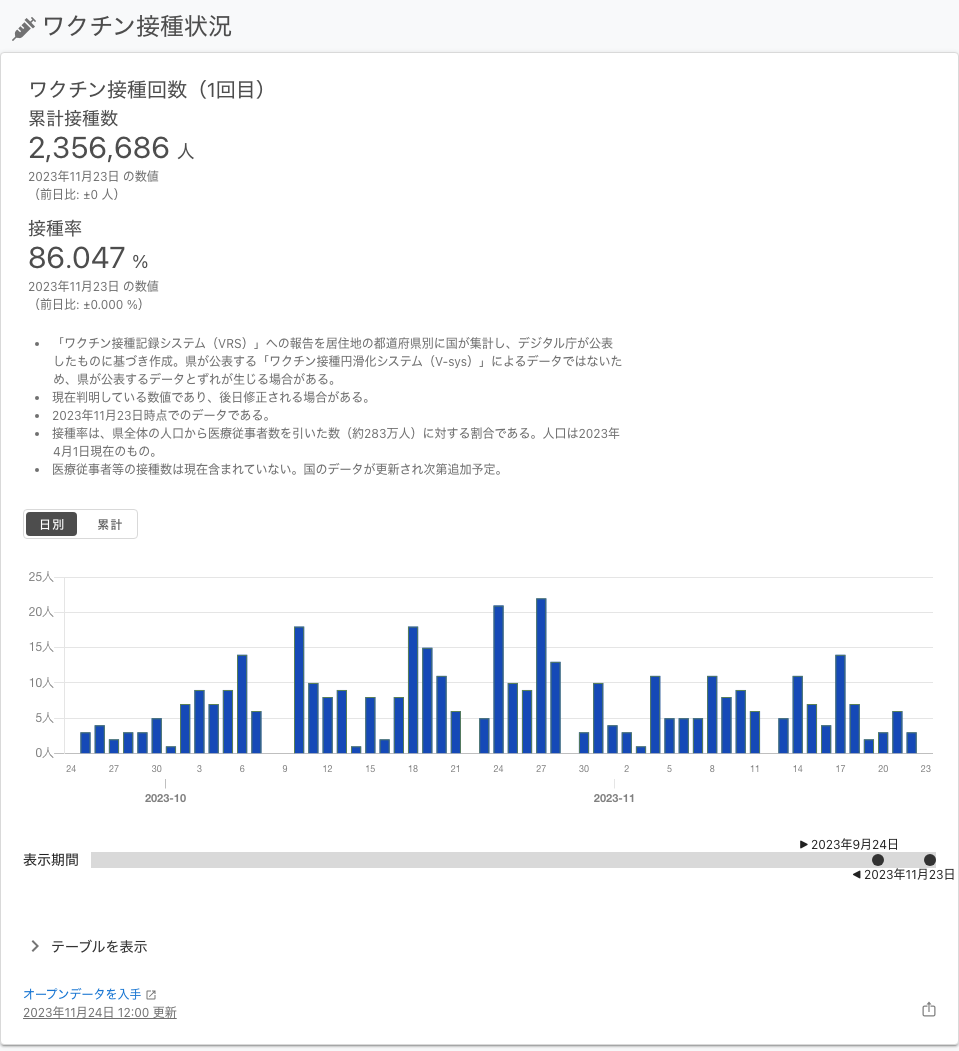 ワクチン接種状況
ワクチン接種回数（1回目）
累計接種数
2,356,686 人
2023年11月23日 の数値
（前日比: ±0 人）
接種率
86.047 %
2023年11月23日 の数値
（前日比: ±0.000 %）
• 「ワクチン接種記録システム（VRS）」への報告を居住地の都道府県別に国が集計し、デジタル庁が公表
したものに基づき作成。県が公表する「ワクチン接種円滑化システム（V-sys）」によるデータではないた
め、県が公表するデータとずれが生じる場合がある。
• 現在判明している数値であり、後日修正される場合がある。
• 2023年11月23日時点でのデータである。
• 接種率は、県全体の人口から医療従事者数を引いた数（約283万人）に対する割合である。人口は2023年
4月1日現在のもの。
• 医療従事者等の接種数は現在含まれていない。国のデータが更新され次第追加予定。
日別 累計
25人
20人
15人
10人
5人
0人
24 27 30 3 6 9 12 15 18 21 24 27 30 2 5 8 11 14 17 20 23
2023-10 2023-11
▶ 2023年9月24日
表示期間
◀ 2023年11月23日
テーブルを表示
オープンデータを入手
2023年11月24日 12:00 更新